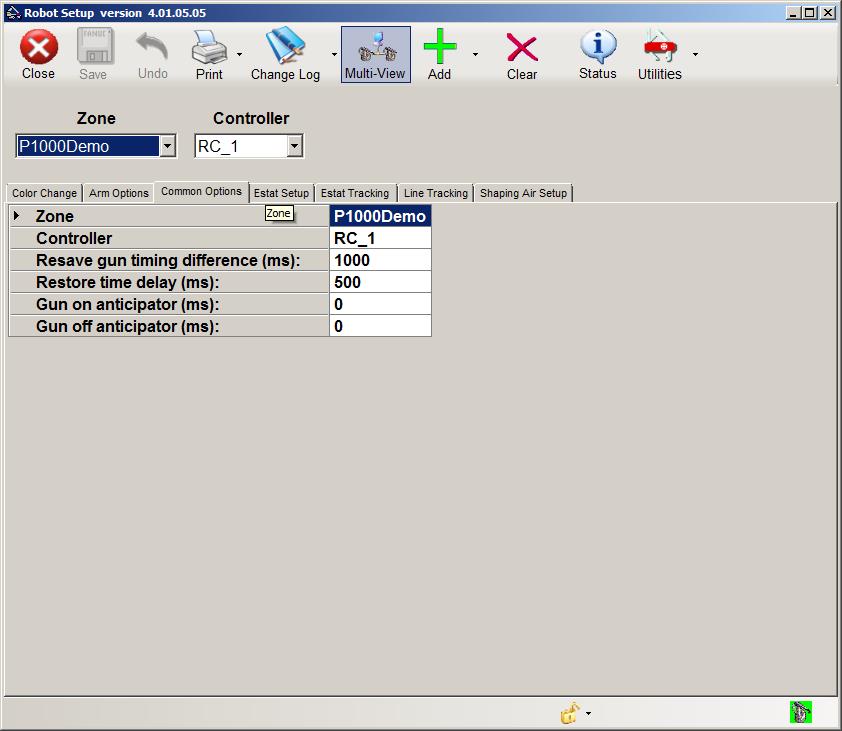 Robot Setup version 4.01.05.05
FANUC
Close Save Undo Print Change Log Multi-View Add Clear Status Utilities
Zone Controller
P1000Demo RC_1
Color Change Arm Options Common Options Estat Setup Estat Tracking Line Tracking Shaping Air Setup
Zone
Zone P1000Demo
Controller RC_1
Resave gun timing difference (ms): 1000
Restore time delay (ms): 500
Gun on anticipator (ms): 0
Gun off anticipator (ms): 0